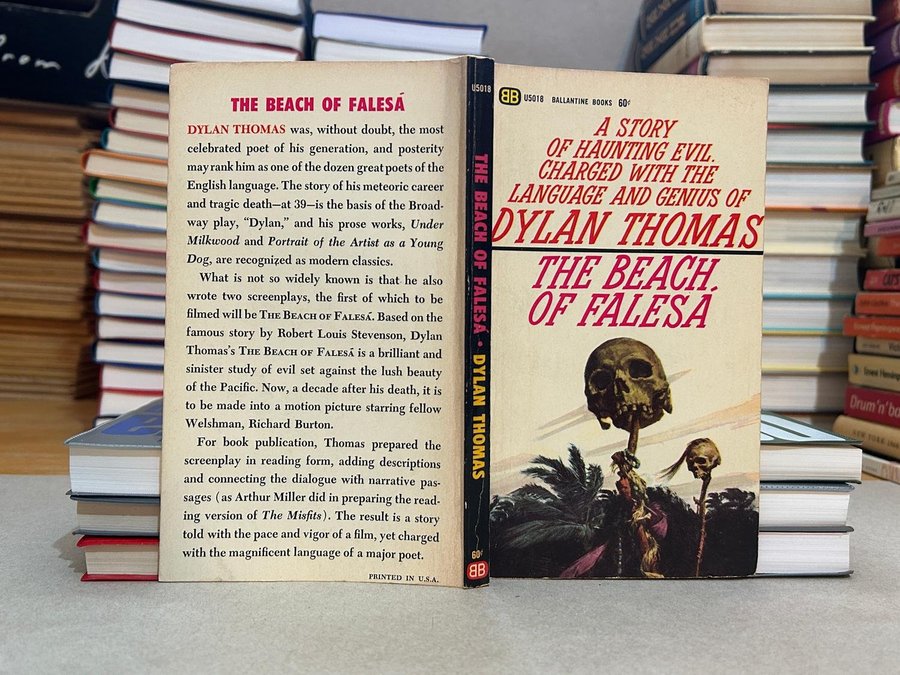 THE BEACH OF FALESÁ
DYLAN THOMAS was, without doubt, the most
celebrated poet of his generation, and posterity
may rank him as one of the dozen great poets of the
English language. The story of his meteoric career
and tragic death—at 39—is the basis of the Broad-
way play, “Dylan,” and his prose works, Under
Milkwood and Portrait of the Artist as a Young
Dog, are recognized as modern classics.
What is not so widely known is that he also
wrote two screenplays, the first of which to be
filmed will be THE BEACH OF FALESÁ. Based on the
famous story by Robert Louis Stevenson, Dylan
Thomas's THE BEACH OF FALESÁ is a brilliant and
sinister study of evil set against the lush beauty
of the Pacific. Now, a decade after his death, it is
to be made into a motion picture starring fellow
Welshman, Richard Burton.
For book publication, Thomas prepared the
screenplay in reading form, adding descriptions
and connecting the dialogue with narrative pas-
sages (as Arthur Miller did in preparing the read-
ing version of The Misfits). The result is a story
told with the pace and vigor of a film, yet charged
with the magnificent language of a major poet.
PRINTED IN U.S.A.
U5018
THE BEACH OF FALESÁ • DYLAN THOMAS
60¢
BB
BB U5018 BALLANTINE BOOKS 60¢
A STORY
OF HAUNTING EVIL,
CHARGED WITH THE
LANGUAGE AND GENIUS OF
DYLAN THOMAS
THE BEACH
OF FALESÁ
from
Drum'n'bo